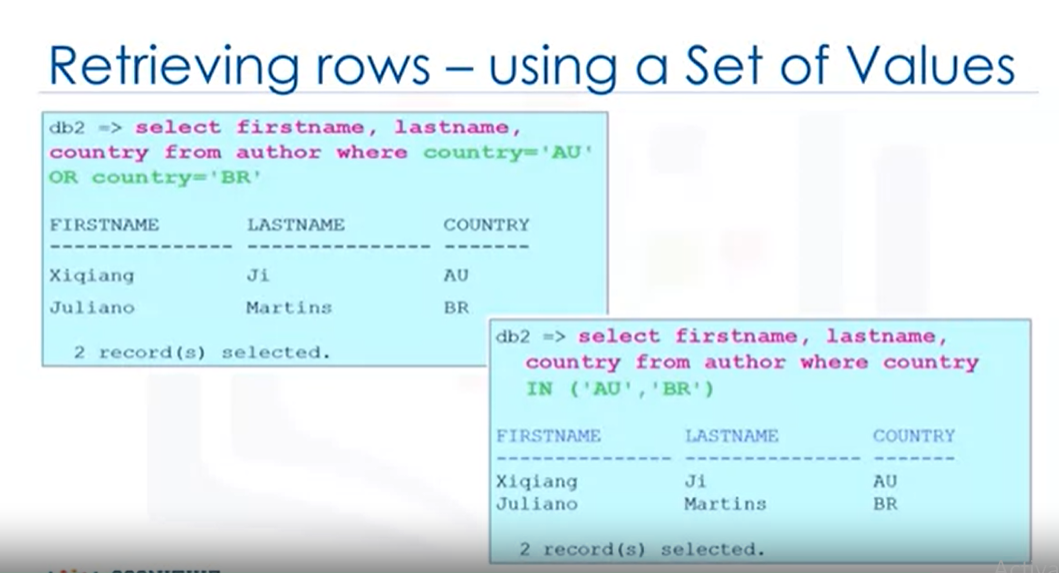 Retrieving rows – using a Set of Values
db2 => select firstname, lastname,
country from author where country='AU'
OR country='BR'
FIRSTNAME LASTNAME COUNTRY
--------------- --------------- -------
Xiqiang Ji AU
Juliano Martins BR
2 record(s) selected.
db2 => select firstname, lastname,
country from author where country
IN ('AU','BR')
FIRSTNAME LASTNAME COUNTRY
--------------- --------------- -------
Xiqiang Ji AU
Juliano Martins BR
2 record(s) selected.